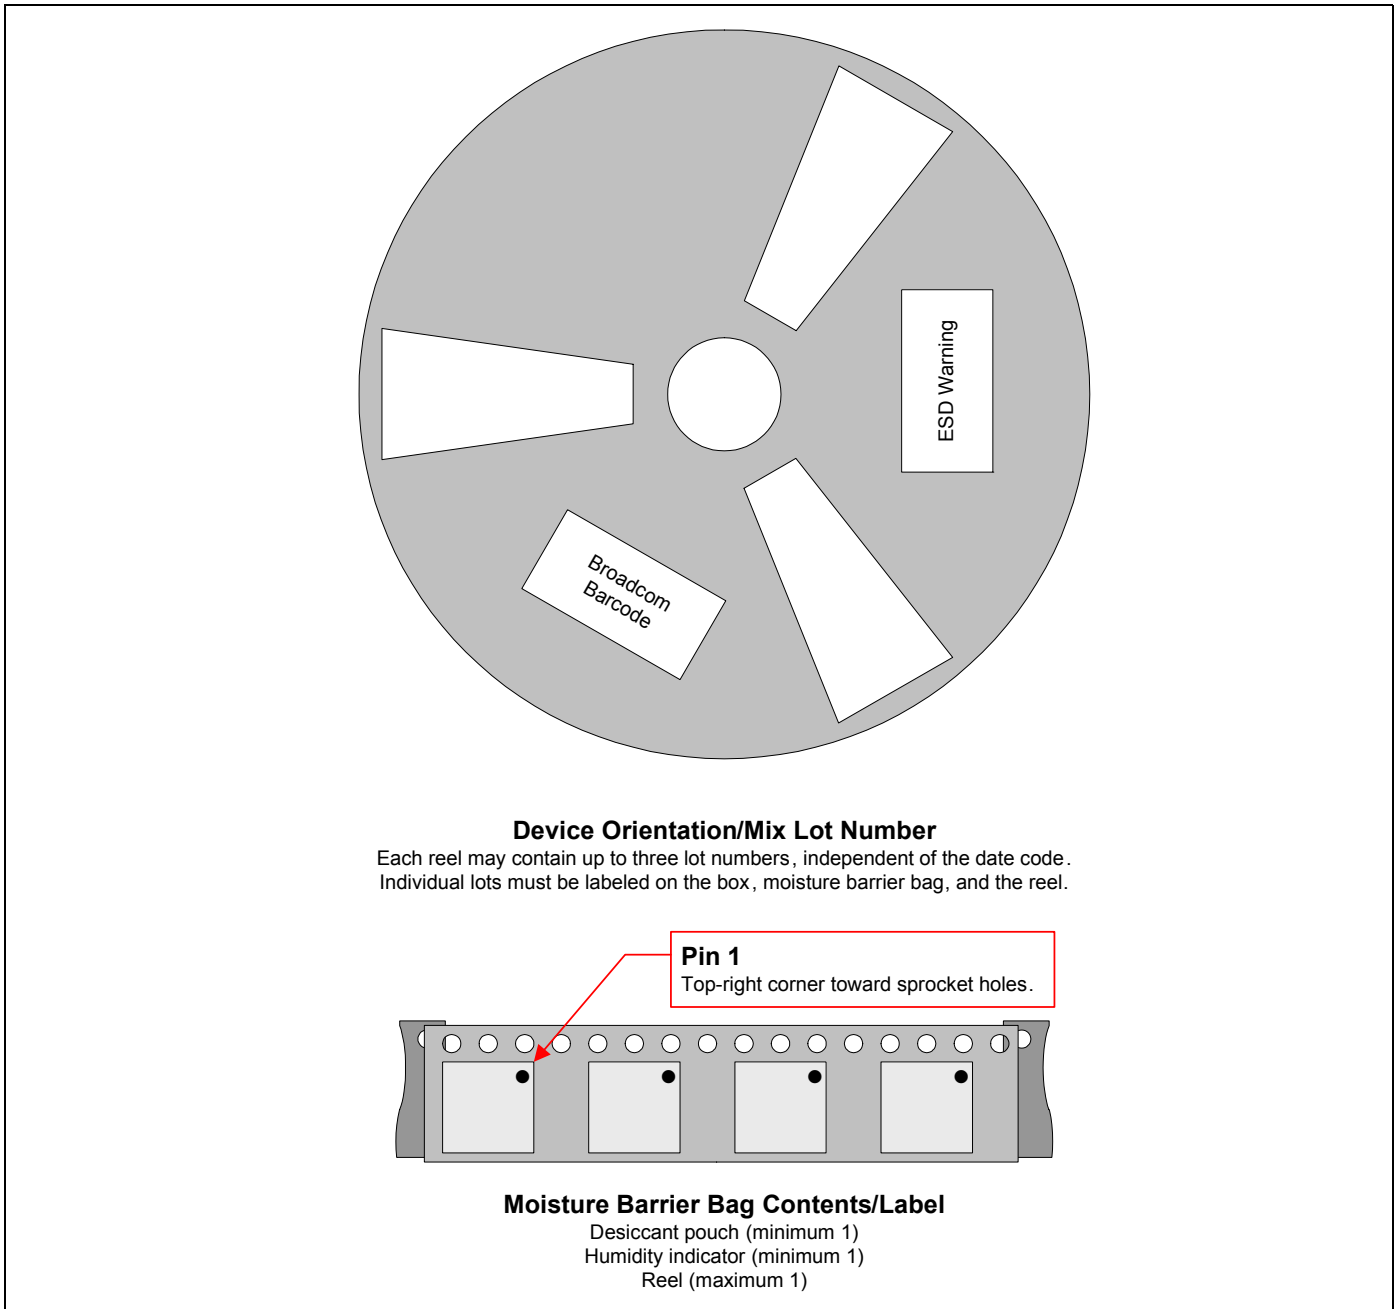 ESD Warning
Broadcom
Barcode
Device Orientation/Mix Lot Number
Each reel may contain up to three lot numbers, independent of the date code.
Individual lots must be labeled on the box, moisture barrier bag, and the reel.
Pin 1
Top-right corner toward sprocket holes.
Moisture Barrier Bag Contents/Label
Desiccant pouch (minimum 1)
Humidity indicator (minimum 1)
Reel (maximum 1)